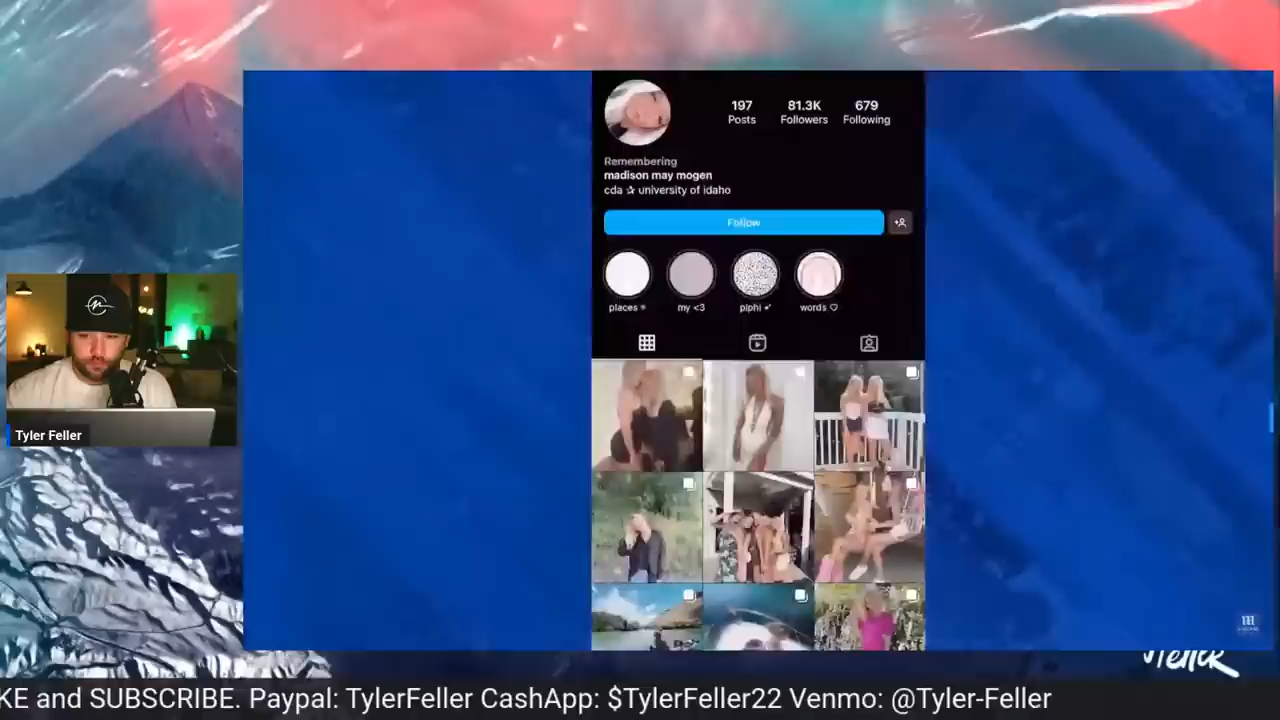 197
Posts
81.3K
Followers
679
Following
Remembering
madison may mogen
cda ✰ university of idaho
Follow
places
my <3
piphi
words ♡
Tyler Feller
KE and SUBSCRIBE. Paypal: TylerFeller CashApp: $TylerFeller22 Venmo: @Tyler-Feller